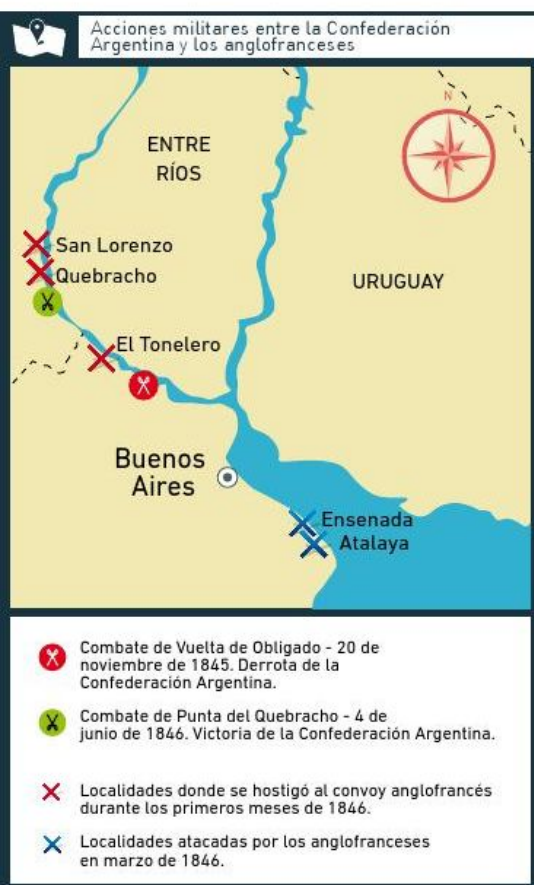 Acciones militares entre la Confederación
Argentina y los anglofranceses
N
ENTRE
RÍOS
San Lorenzo
Quebracho
URUGUAY
El Tonelero
Buenos
Aires
Ensenada
Atalaya
Combate de Vuelta de Obligado - 20 de
noviembre de 1845. Derrota de la
Confederación Argentina.
Combate de Punta del Quebracho - 4 de
junio de 1846. Victoria de la Confederación Argentina.
Localidades donde se hostigó al convoy anglofrancés
durante los primeros meses de 1846.
Localidades atacadas por los anglofranceses
en marzo de 1846.